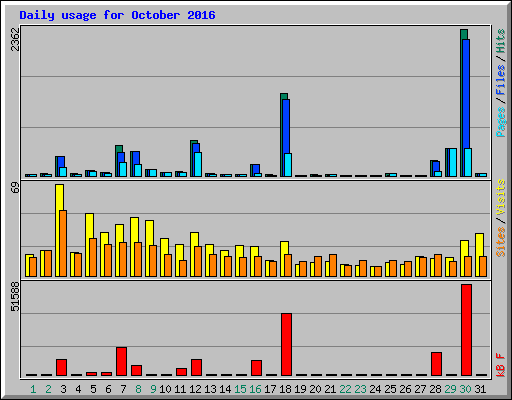 Daily usage for October 2016
2362
Pages / Files / Hits
69
Sites / Visits
51588
kB F
1 2 3 4 5 6 7 8 9 10 11 12 13 14 15 16 17 18 19 20 21 22 23 24 25 26 27 28 29 30 31